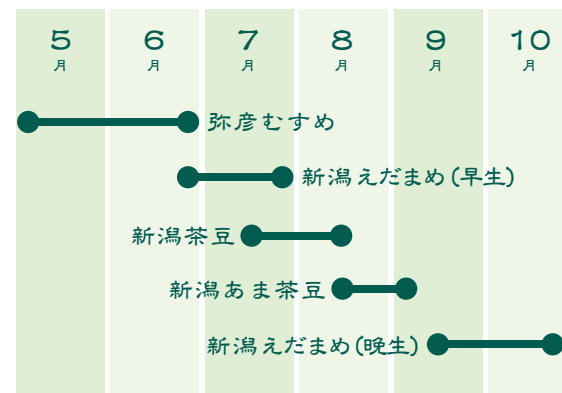 5 6 7 8 9 10
月 月 月 月 月 月
弥彦むすめ
新潟えだまめ(早生)
新潟茶豆
新潟あま茶豆
新潟えだまめ(晩生)